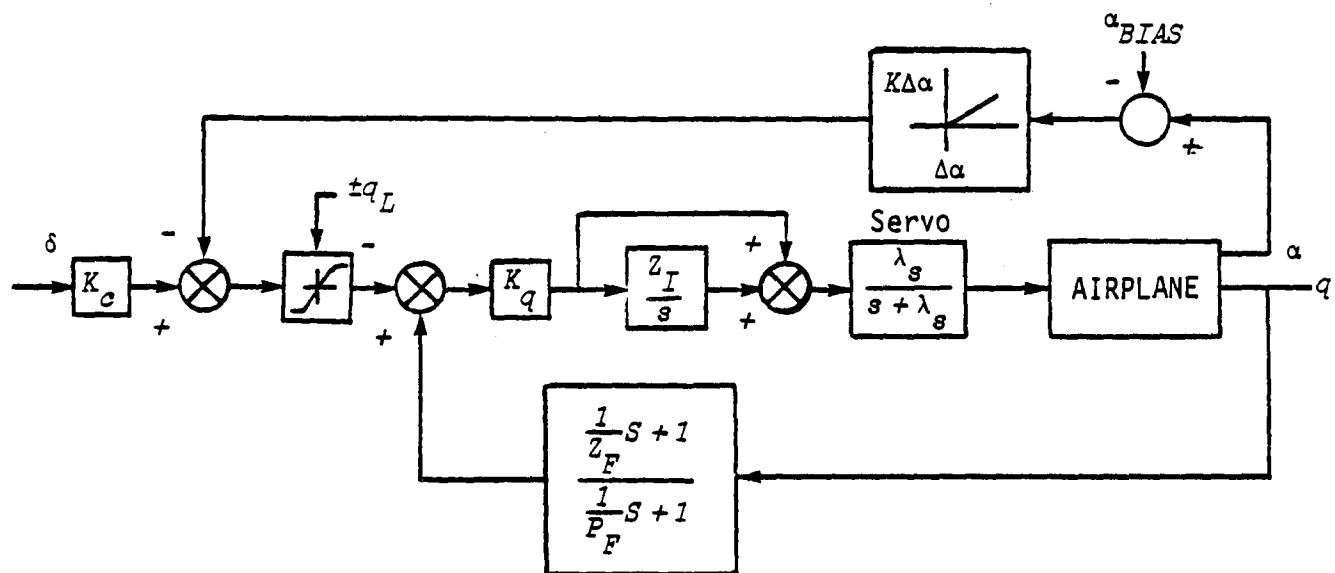 α_BIAS
-
KΔα
Δα
+
±q_L
Servo
δ
K_c
-
+
-
+
K_q
Z_I
s
+
+
λ_s
s + λ_s
AIRPLANE
α
q
1
Z_F
S + 1
1
P_F
S + 1